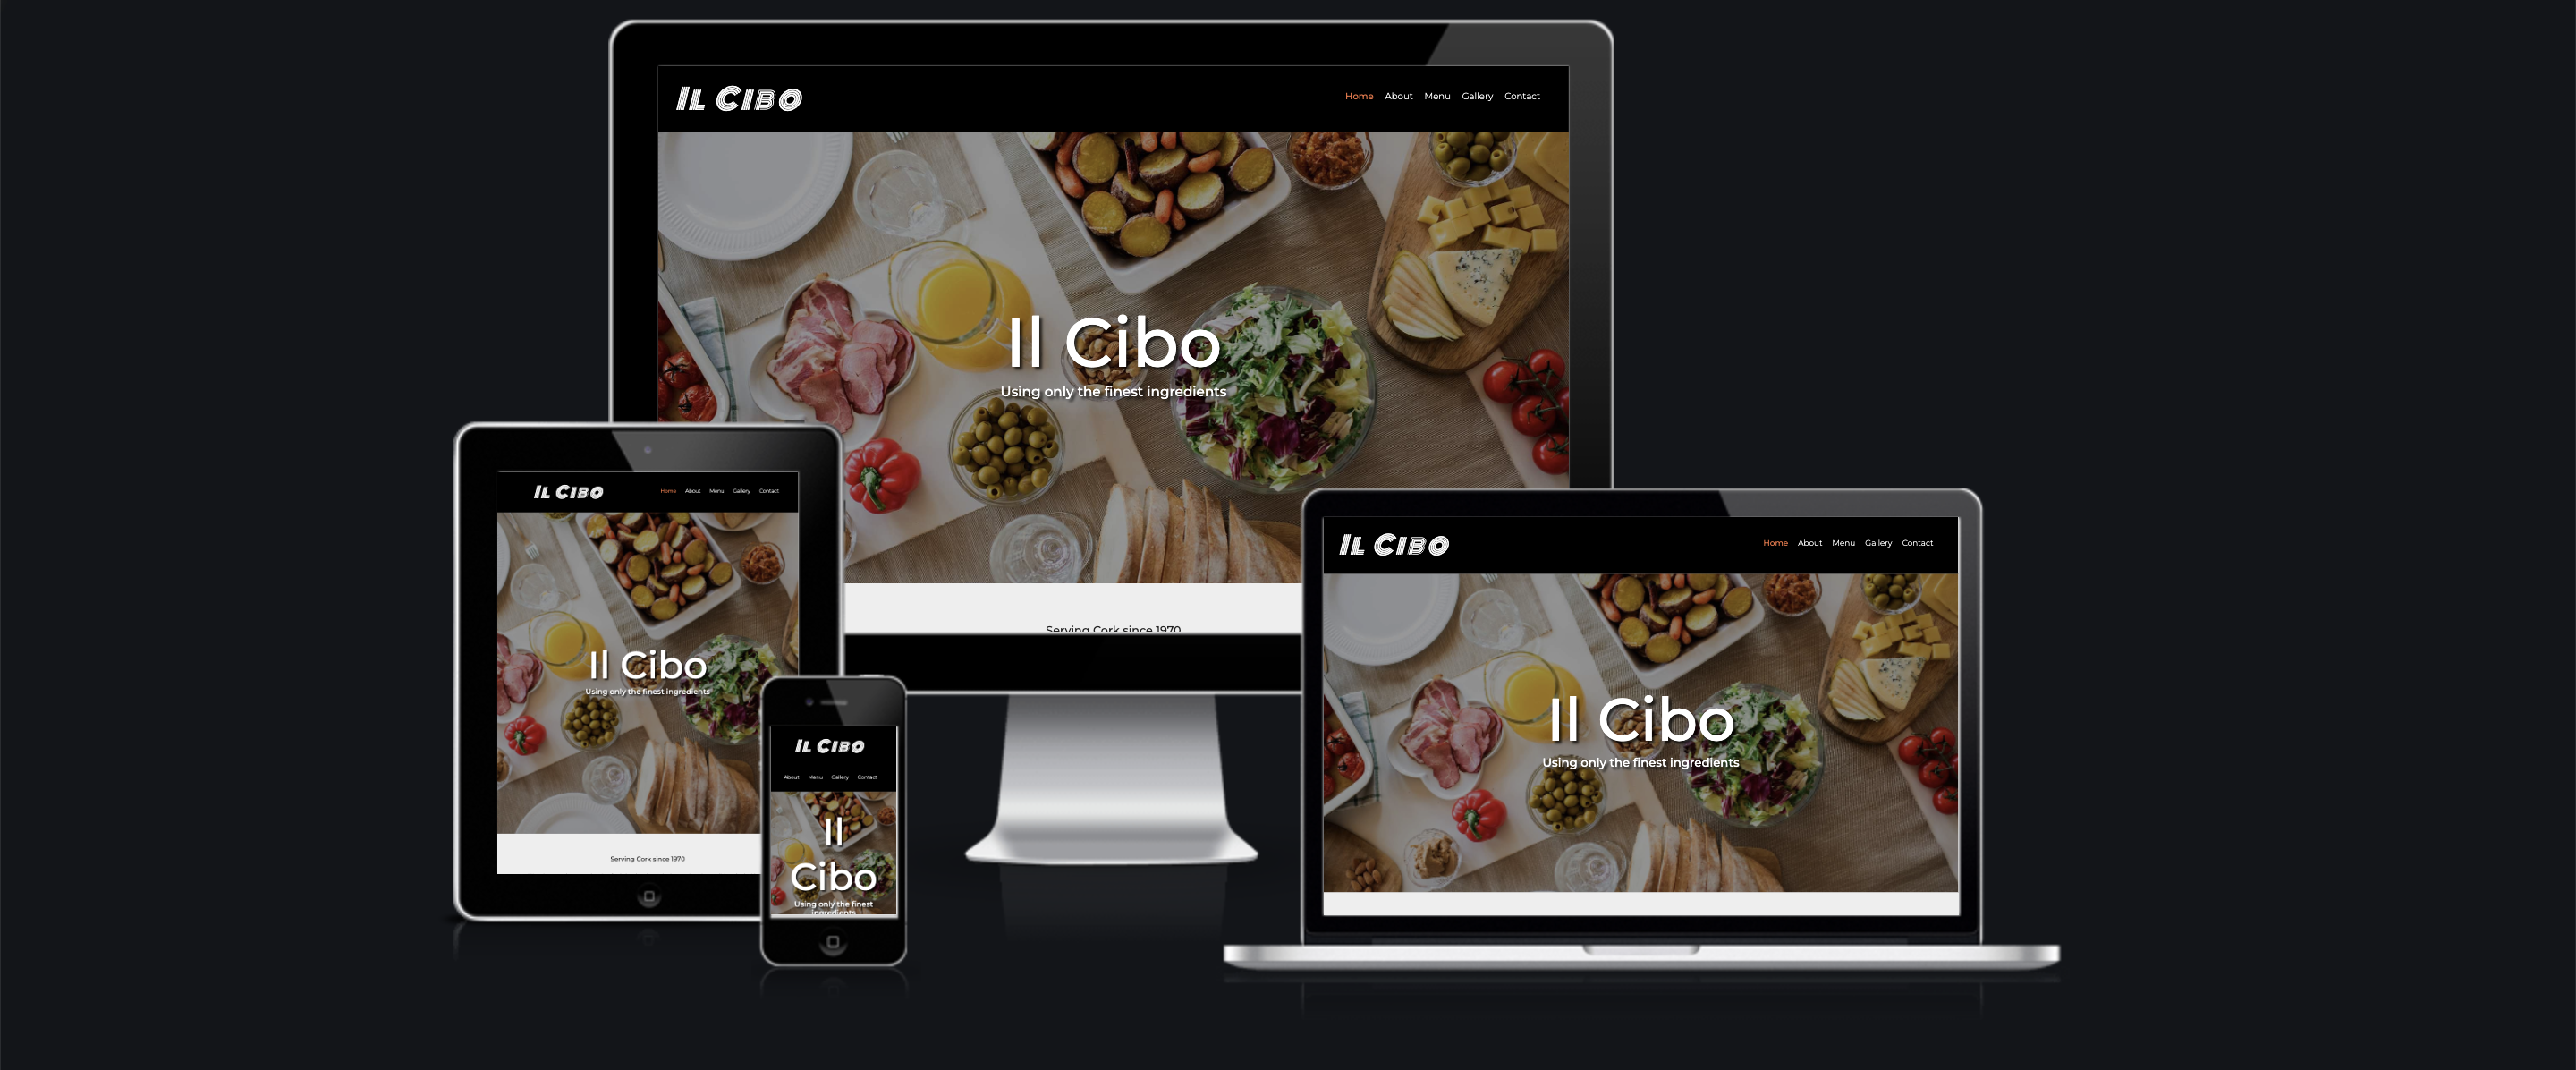 IL CIBO
Home About Menu Gallery Contact
Il Cibo
Using only the finest ingredients
Serving Cork since 1970
IL CIBO
Home About Menu Gallery Contact
Il Cibo
Using only the finest ingredients
Serving Cork since 1970
IL CIBO
About Menu Gallery Contact
Il
Cibo
Using only the finest
ingredients
IL CIBO
Home About Menu Gallery Contact
Il Cibo
Using only the finest ingredients